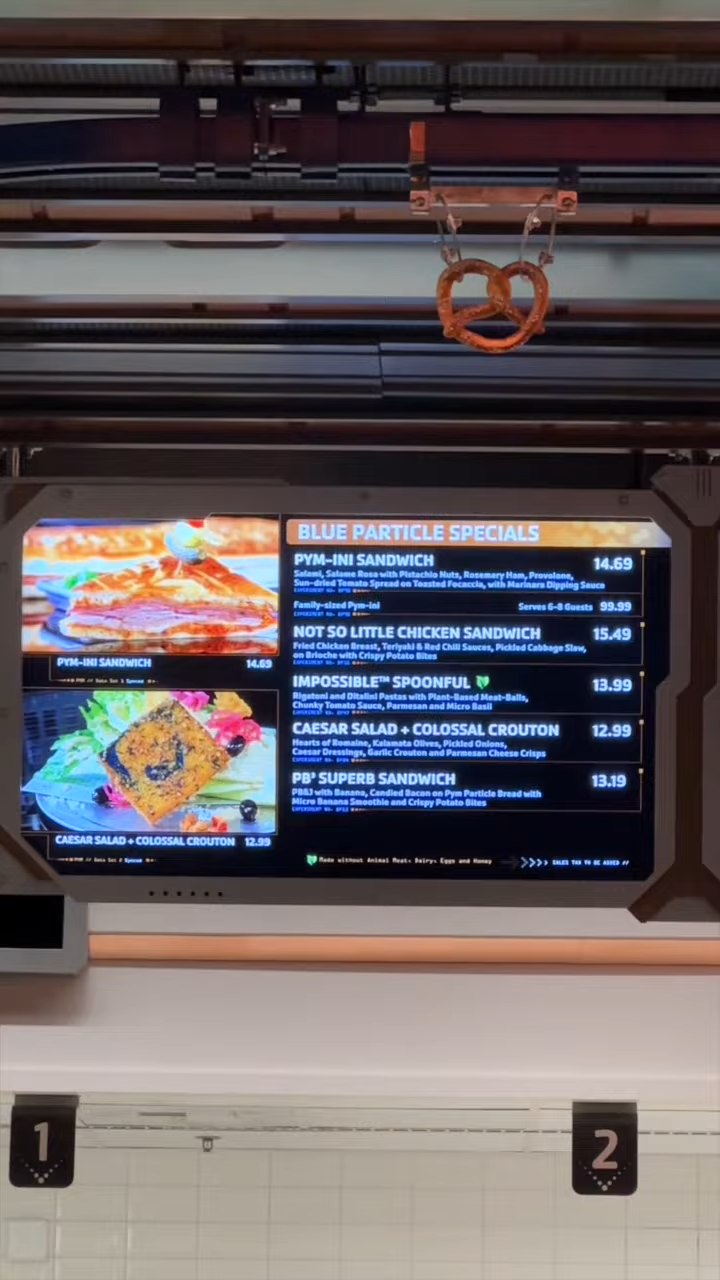 BLUE PARTICLE SPECIALS
PYM-INI SANDWICH 14.69
Salami, Salame Rosa with Pistachio Nuts, Rosemary Ham, Provolone,
Sun-dried Tomato Spread on Toasted Focaccia, with Marinara Dipping Sauce
Family-sized Pym-ini Serves 6-8 Guests 99.99
NOT SO LITTLE CHICKEN SANDWICH 15.49
Fried Chicken Breast, Teriyaki & Red Chili Sauces, Pickled Cabbage Slaw,
on Brioche with Crispy Potato Bites
IMPOSSIBLE™ SPOONFUL 13.99
Rigatoni and Ditalini Pastas with Plant-Based Meat-Balls,
Chunky Tomato Sauce, Parmesan and Micro Basil
CAESAR SALAD + COLOSSAL CROUTON 12.99
Hearts of Romaine, Kalamata Olives, Pickled Onions,
Caesar Dressings, Garlic Crouton and Parmesan Cheese Crisps
PB³ SUPERB SANDWICH 13.19
PB&J with Banana, Candied Bacon on Pym Particle Bread with
Micro Banana Smoothie and Crispy Potato Bites
Made without Animal Meat, Dairy, Eggs and Honey
SALES TAX TO BE ADDED //
PYM-INI SANDWICH 14.69
CAESAR SALAD + COLOSSAL CROUTON 12.99
1
2